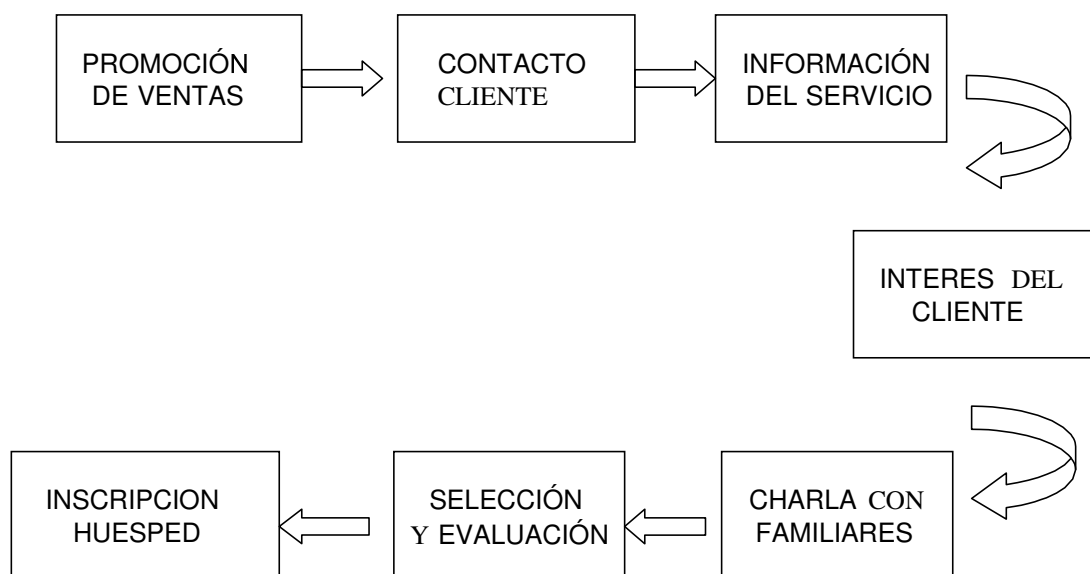 PROMOCIÓN
DE VENTAS
CONTACTO
CLIENTE
INFORMACIÓN
DEL SERVICIO
INTERES DEL
CLIENTE
CHARLA CON
FAMILIARES
SELECCIÓN
Y EVALUACIÓN
INSCRIPCION
HUESPED